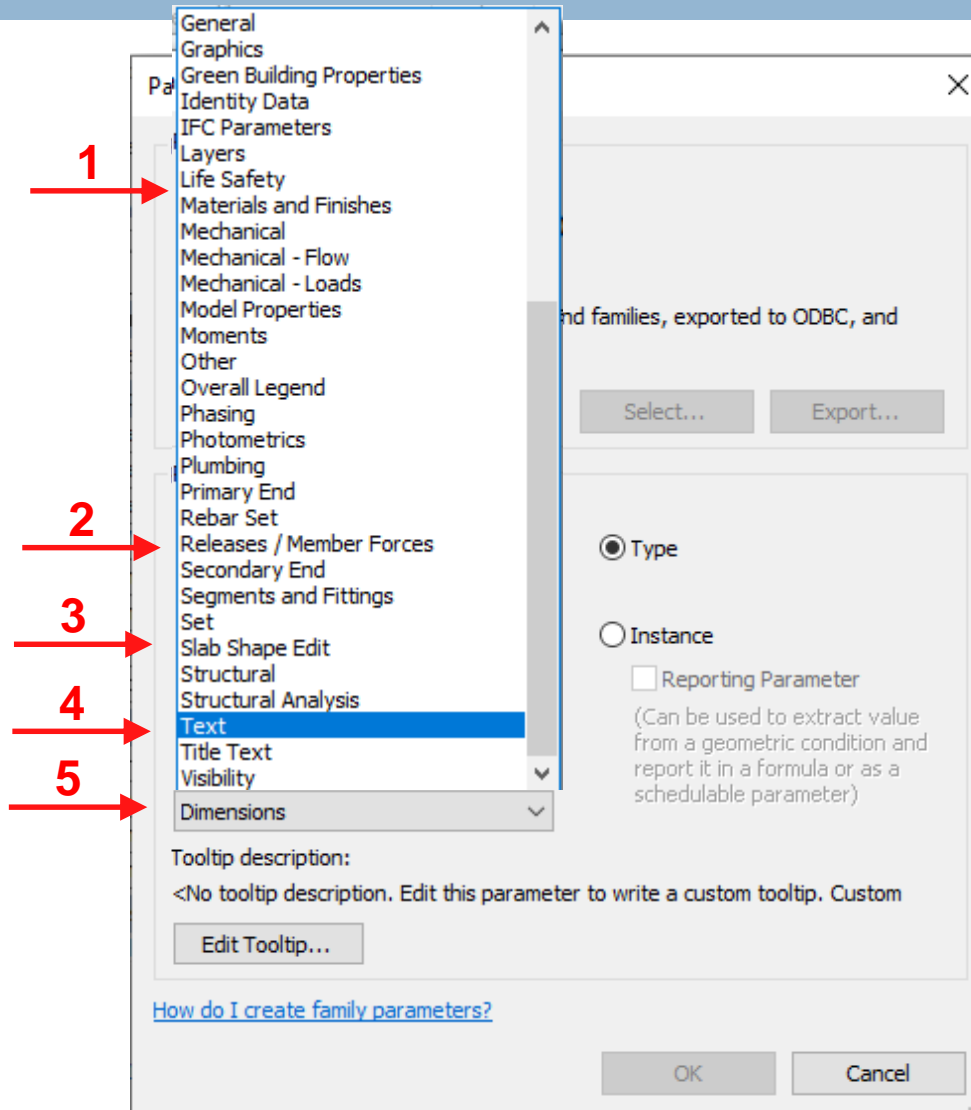 General
Graphics
Green Building Properties
Identity Data
IFC Parameters
Layers
Life Safety
Materials and Finishes
Mechanical
Mechanical - Flow
Mechanical - Loads
Model Properties
Moments
Other
Overall Legend
Phasing
Photometrics
Plumbing
Primary End
Rebar Set
Releases / Member Forces
Secondary End
Segments and Fittings
Set
Slab Shape Edit
Structural
Structural Analysis
Text
Title Text
Visibility
Dimensions
1
2
3
4
5
Pa
nd families, exported to ODBC, and
Select... Export...
Type
Instance
Reporting Parameter
(Can be used to extract value
from a geometric condition and
report it in a formula or as a
schedulable parameter)
Tooltip description:
<No tooltip description. Edit this parameter to write a custom tooltip. Custom
Edit Tooltip...
How do I create family parameters?
OK Cancel